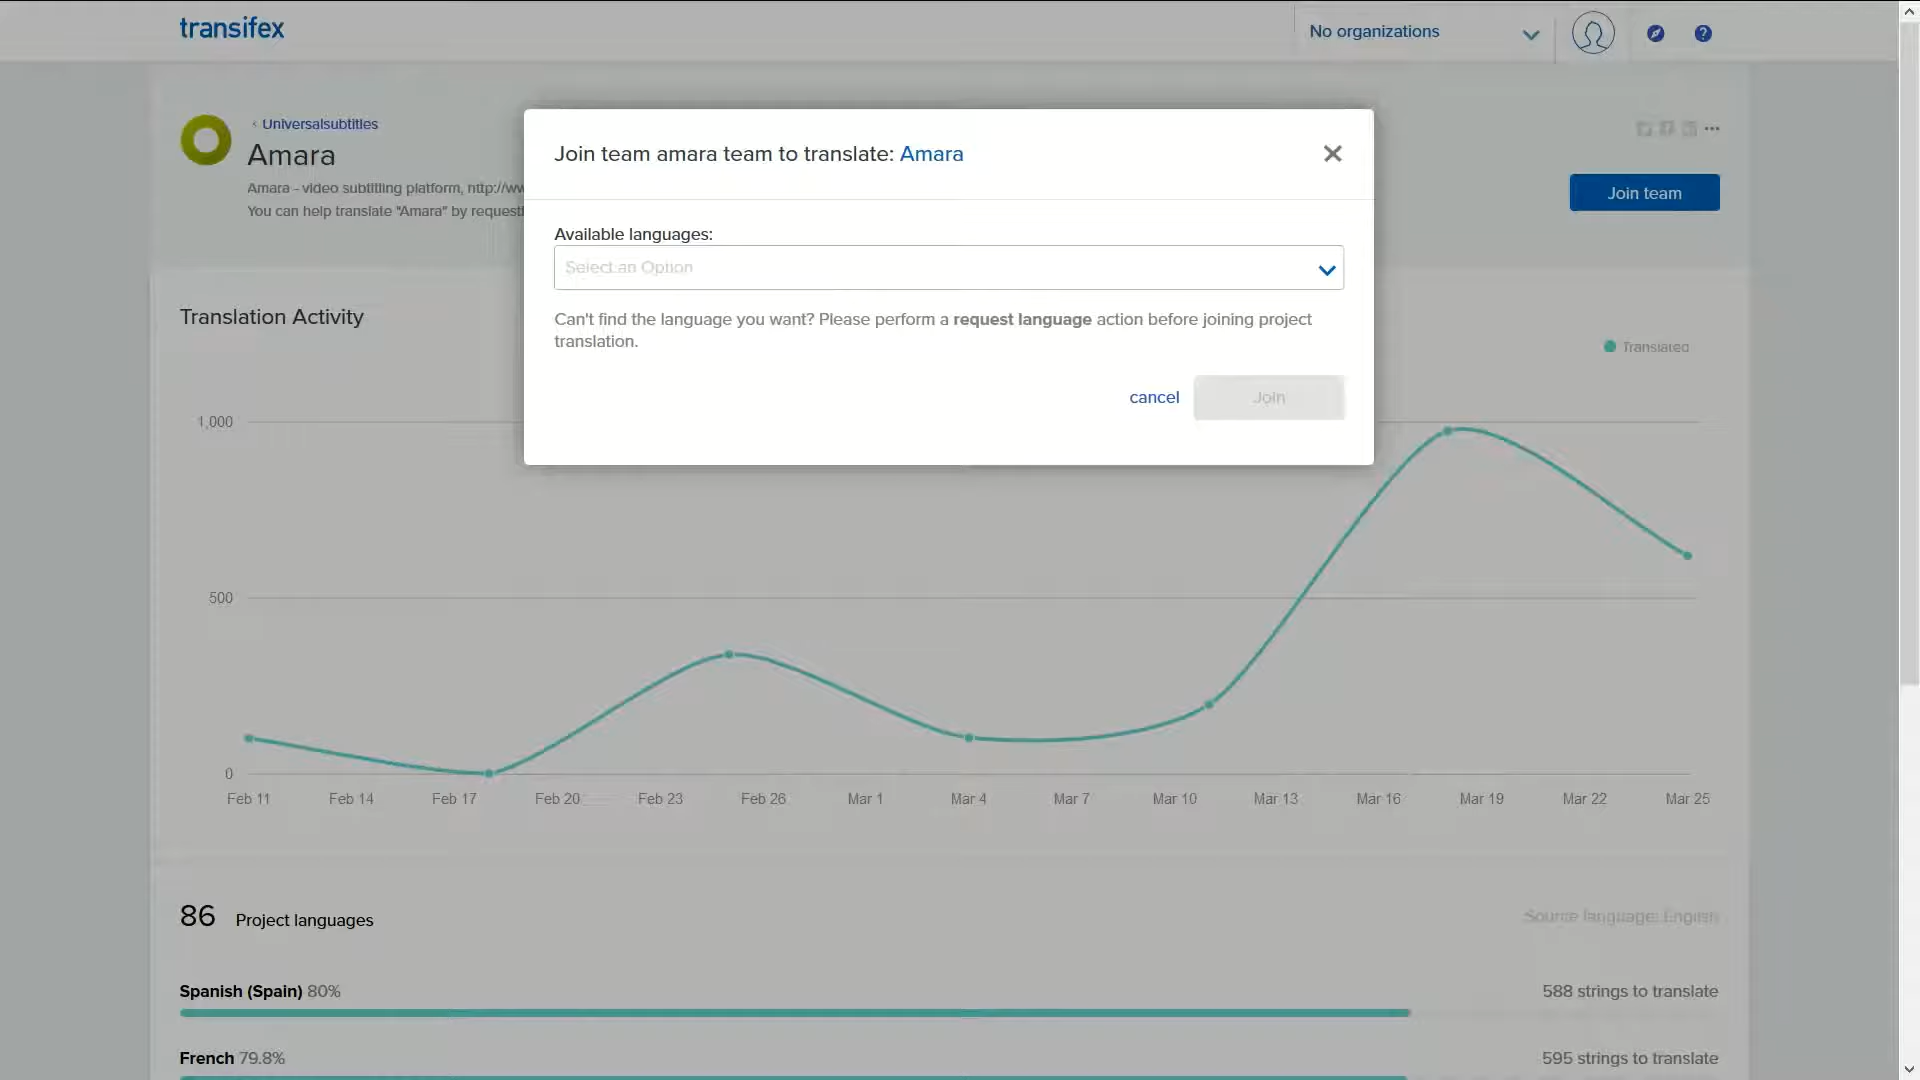 transifex
No organizations
‹ Universalsubtitles
Amara
Amara - video subtitling platform, http://ww
You can help translate "Amara" by requesti
Join team
Join team amara team to translate: Amara
Available languages:
Select an Option
Can't find the language you want? Please perform a request language action before joining project
translation.
cancel
Join
Translation Activity
Translated
1,000
500
0
Feb 11 Feb 14 Feb 17 Feb 20 Feb 23 Feb 26 Mar 1 Mar 4 Mar 7 Mar 10 Mar 13 Mar 16 Mar 19 Mar 22 Mar 25
86 Project languages
Source language: English
Spanish (Spain) 80%
588 strings to translate
French 79.8%
595 strings to translate